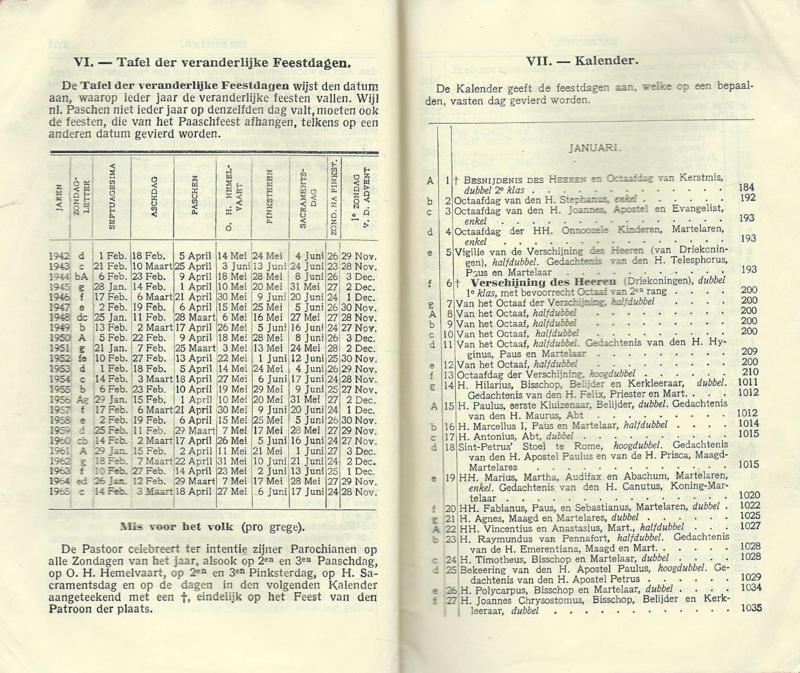 VI. — Tafel der veranderlijke Feestdagen.
De Tafel der veranderlijke Feestdagen wijst den datum
aan, waarop ieder jaar de veranderlijke feesten vallen. Wijl
nl. Paschen niet ieder jaar op denzelfden dag valt, moeten ook
de feesten, die van het Paaschfeest afhangen, telkens op een
anderen datum gevierd worden.
JAREN ZONDAG-LETTER SEPTUAGESIMA ASCHDAG PASCHEN O. H. HEMEL-VAART PINKSTEREN SACRAMENTS-DAG ZOND. NA PINKST. 1e ZONDAG V. D. ADVENT
1942 d 1 Feb. 18 Feb. 5 April 14 Mei 24 Mei 4 Juni 26 29 Nov.
1943 c 21 Feb. 10 Maart 25 April 3 Juni 13 Juni 24 Juni 23 28 Nov.
1944 bA 6 Feb. 23 Feb. 9 April 18 Mei 28 Mei 8 Juni 26 3 Dec.
1945 g 28 Jan. 14 Feb. 1 April 10 Mei 20 Mei 31 Mei 27 2 Dec.
1946 f 17 Feb. 6 Maart 21 April 30 Mei 9 Juni 20 Juni 24 1 Dec.
1947 e 2 Feb. 19 Feb. 6 April 15 Mei 25 Mei 5 Juni 26 30 Nov.
1948 dc 25 Jan. 11 Feb. 28 Maart 6 Mei 16 Mei 27 Mei 27 28 Nov.
1949 b 13 Feb. 2 Maart 17 April 26 Mei 5 Juni 16 Juni 24 27 Nov.
1950 A 5 Feb. 22 Feb. 9 April 18 Mei 28 Mei 8 Juni 26 3 Dec.
1951 g 21 Jan. 7 Feb. 25 Maart 3 Mei 13 Mei 24 Mei 28 2 Dec.
1952 fe 10 Feb. 27 Feb. 13 April 22 Mei 1 Juni 12 Juni 25 30 Nov.
1953 d 1 Feb. 18 Feb. 5 April 14 Mei 24 Mei 4 Juni 26 29 Nov.
1954 c 14 Feb. 3 Maart 18 April 27 Mei 6 Juni 17 Juni 24 28 Nov.
1955 b 6 Feb. 23 Feb. 10 April 19 Mei 29 Mei 9 Juni 25 27 Nov.
1956 Ag 29 Jan. 15 Feb. 1 April 10 Mei 20 Mei 31 Mei 27 2 Dec.
1957 f 17 Feb. 6 Maart 21 April 30 Mei 9 Juni 20 Juni 24 1 Dec.
1958 e 2 Feb. 19 Feb. 6 April 15 Mei 25 Mei 5 Juni 26 30 Nov.
1959 d 25 Jan. 11 Feb. 29 Maart 7 Mei 17 Mei 28 Mei 27 29 Nov.
1960 cb 14 Feb. 2 Maart 17 April 26 Mei 5 Juni 16 Juni 24 27 Nov.
1961 A 29 Jan. 15 Feb. 2 April 11 Mei 21 Mei 1 Juni 27 3 Dec.
1962 g 18 Feb. 7 Maart 22 April 31 Mei 10 Juni 21 Juni 24 2 Dec.
1963 f 10 Feb. 27 Feb. 14 April 23 Mei 2 Juni 13 Juni 25 1 Dec.
1964 ed 26 Jan. 12 Feb. 29 Maart 7 Mei 17 Mei 28 Mei 27 29 Nov.
1965 c 14 Feb. 3 Maart 18 April 27 Mei 6 Juni 17 Juni 24 28 Nov.
Mis voor het volk (pro grege).
De Pastoor celebreert ter intentie zijner Parochianen op
alle Zondagen van het jaar, alsook op 2en en 3en Paaschdag,
op O. H. Hemelvaart, op 2en en 3en Pinksterdag, op H. Sa-
cramentsdag en op de dagen in den volgenden Kalender
aangeteekend met een †, eindelijk op het Feest van den
Patroon der plaats.
VII. — Kalender.
De Kalender geeft de feestdagen aan, welke op een bepaal-
den, vasten dag gevierd worden.
JANUARI.
A 1 † BESNIJDENIS DES HEEREN en Octaafdag van Kerstmis,
dubbel 2e klas . . . . . . . . . 184
b 2 Octaafdag van den H. Stephanus, enkel . . . . . 192
c 3 Octaafdag van den H. Joannes, Apostel en Evangelist,
enkel . . . . . . . . . 193
d 4 Octaafdag der HH. Onnoozele Kinderen, Martelaren,
enkel . . . . . . . . . 193
e 5 Vigilie van de Verschijning des Heeren (van Driekonin-
gen), halfdubbel. Gedachtenis van den H. Telesphorus,
Paus en Martelaar . . . . . . . . . 193
f 6 † Verschijning des Heeren (Driekoningen), dubbel
1e klas, met bevoorrecht Octaaf van 2en rang . . . . 200
g 7 Van het Octaaf der Verschijning, halfdubbel . . . . 200
A 8 Van het Octaaf, halfdubbel . . . . . . 200
b 9 Van het Octaaf, halfdubbel . . . . . . 200
c 10 Van het Octaaf, halfdubbel . . . . . . 200
d 11 Van het Octaaf, halfdubbel. Gedachtenis van den H. Hy-
ginus, Paus en Martelaar . . . . . . 209
e 12 Van het Octaaf, halfdubbel . . . . . . 200
f 13 Octaafdag der Verschijning, hoogdubbel . . . . . 210
g 14 H. Hilarius, Bisschop, Belijder en Kerkleeraar, dubbel. 1011
Gedachtenis van den H. Felix, Priester en Mart. . . . 1012
A 15 H. Paulus, eerste Kluizenaar, Belijder, dubbel. Gedachtenis
van den H. Maurus, Abt . . . . . . 1012
b 16 H. Marcellus I, Paus en Martelaar, halfdubbel . . . . 1014
c 17 H. Antonius, Abt, dubbel . . . . . . 1015
d 18 Sint-Petrus' Stoel te Rome, hoogdubbel. Gedachtenis
van den H. Apostel Paulus en van de H. Prisca, Maagd-
Martelares . . . . . . . . . 1015
e 19 HH. Marius, Martha, Audifax en Abachum, Martelaren,
enkel. Gedachtenis van den H. Canutus, Koning-Mar-
telaar . . . . . . . . . 1020
f 20 HH. Fabianus, Paus, en Sebastianus, Martelaren, dubbel . 1022
g 21 H. Agnes, Maagd en Martelares, dubbel . . . . . 1025
A 22 HH. Vincentius en Anastasius, Mart., halfdubbel . . . 1027
b 23 H. Raymundus van Pennafort, halfdubbel. Gedachtenis
van de H. Emerentiana, Maagd en Mart. . . . . . 1028
c 24 H. Timotheus, Bisschop en Martelaar, dubbel . . . . 1028
d 25 Bekeering van den H. Apostel Paulus, hoogdubbel. Ge-
dachtenis van den H. Apostel Petrus . . . . . 1029
e 26 H. Polycarpus, Bisschop en Martelaar, dubbel . . . . 1034
f 27 H. Joannes Chrysostomus, Bisschop, Belijder en Kerk-
leeraar, dubbel . . . . . . . . . 1035